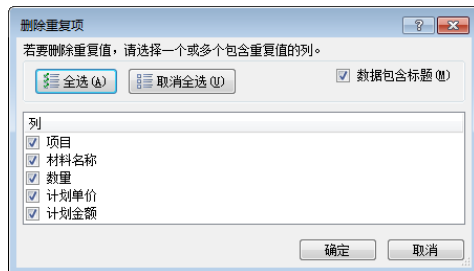 删除重复项
若要删除重复值，请选择一个或多个包含重复值的列。
全选(A) 取消全选(U) 数据包含标题(M)
列
项目
材料名称
数量
计划单价
计划金额
确定 取消